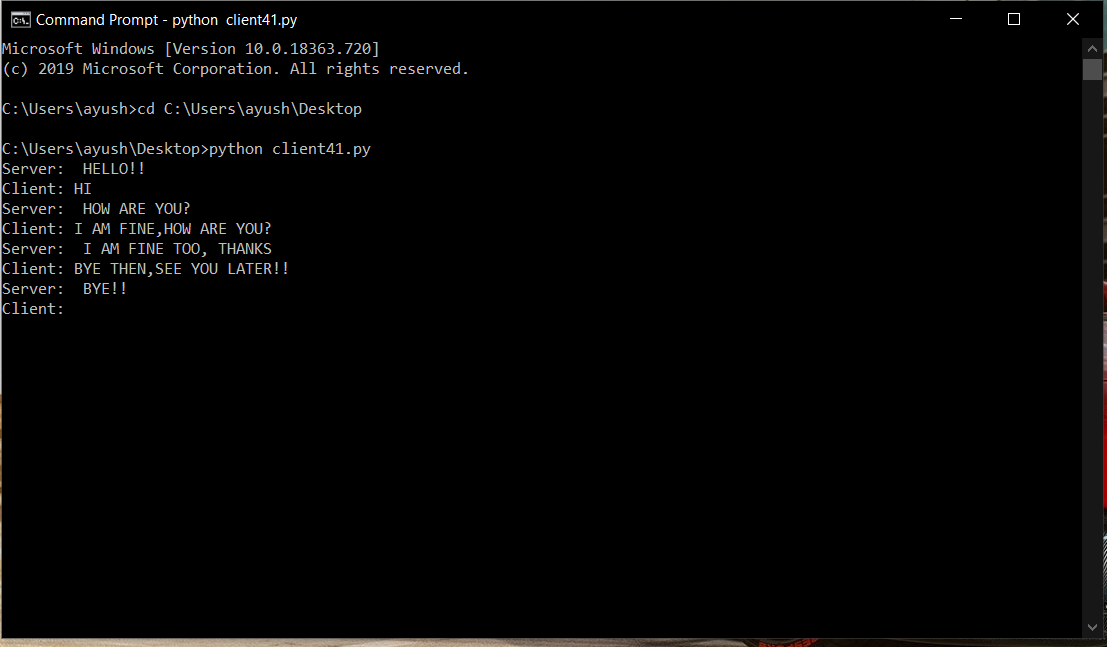 Command Prompt - python  client41.py
Microsoft Windows [Version 10.0.18363.720]
(c) 2019 Microsoft Corporation. All rights reserved.
C:\Users\ayush>cd C:\Users\ayush\Desktop
C:\Users\ayush\Desktop>python client41.py
Server:  HELLO!!
Client: HI
Server:  HOW ARE YOU?
Client: I AM FINE,HOW ARE YOU?
Server:  I AM FINE TOO, THANKS
Client: BYE THEN,SEE YOU LATER!!
Server:  BYE!!
Client: